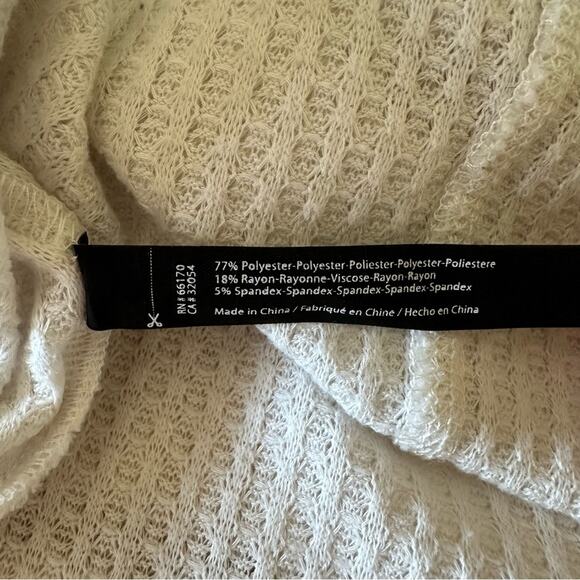 RN# 66170
CA# 32054
77% Polyester-Polyester-Poliester-Polyester-Poliestere
18% Rayon-Rayonne-Viscose-Rayon-Rayon
5% Spandex-Spandex-Spandex-Spandex-Spandex
Made in China / Fabriqué en Chine / Hecho en China